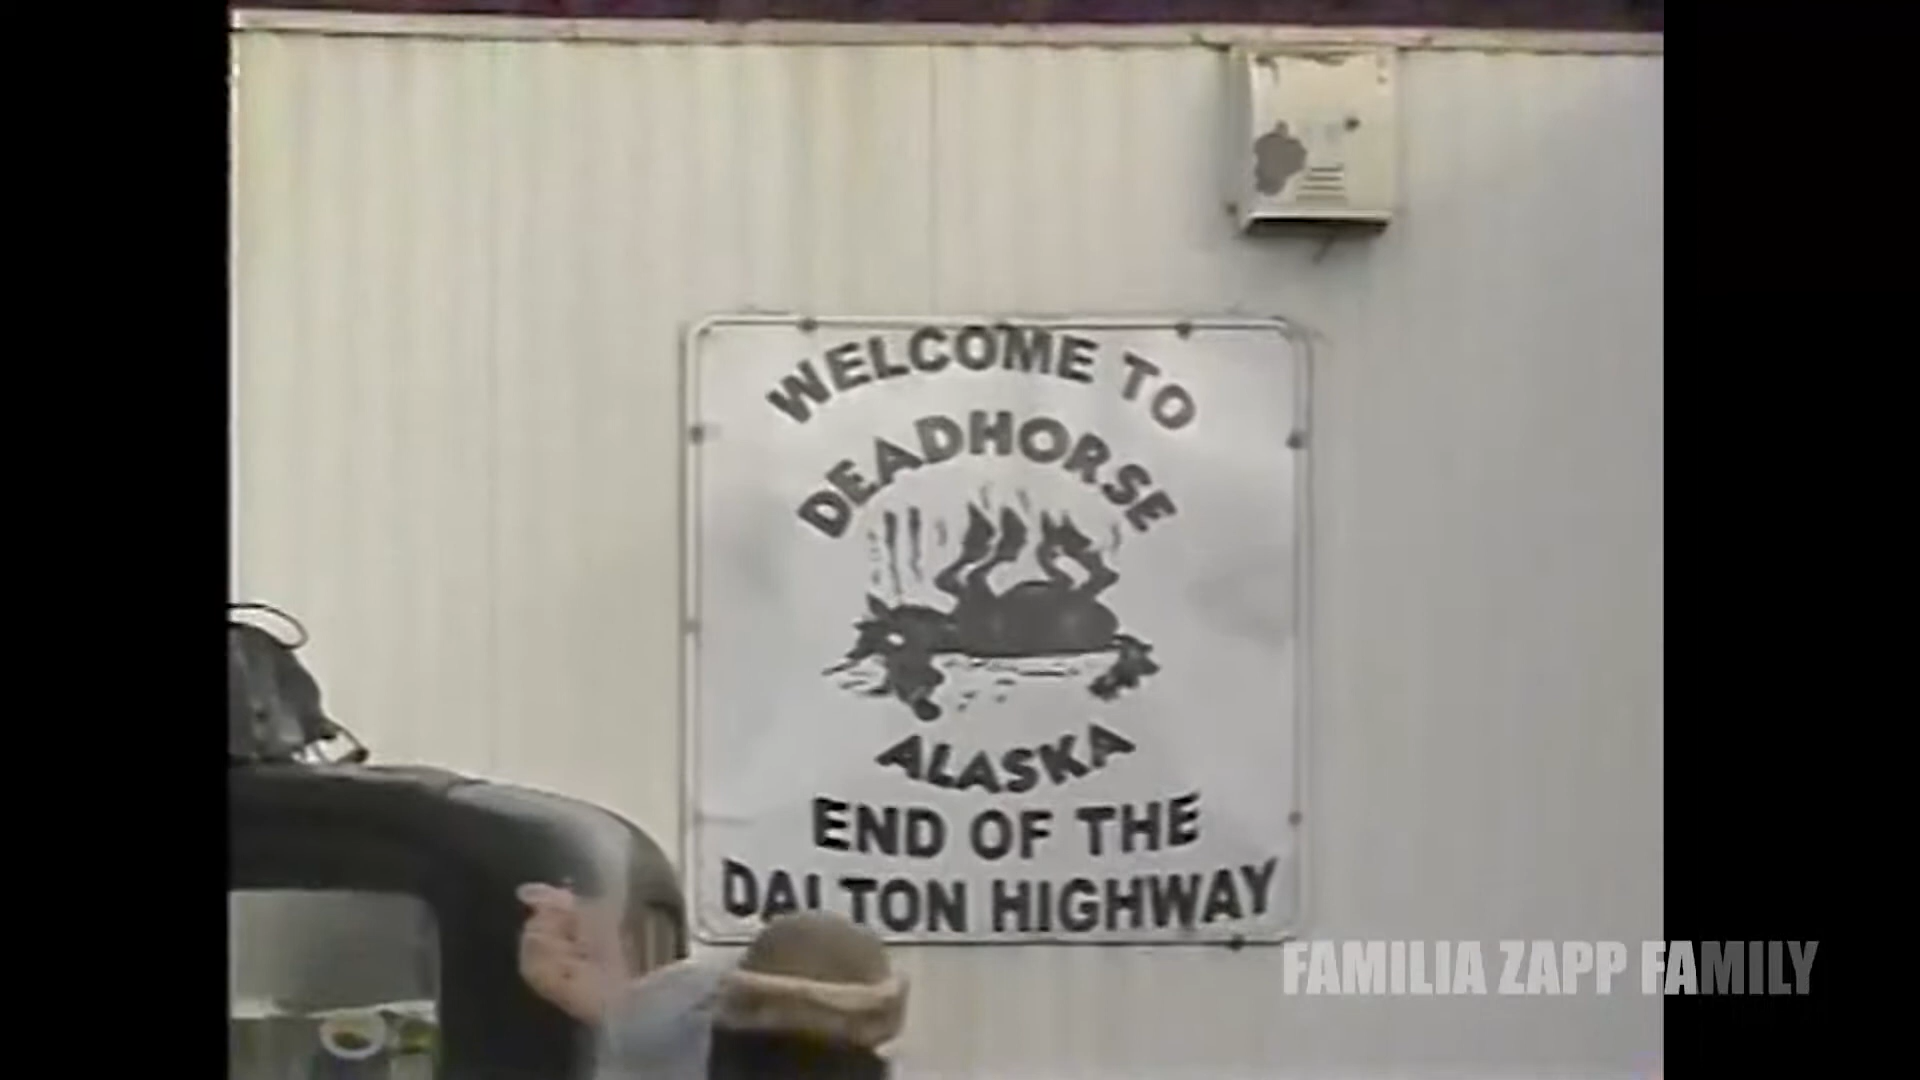 WELCOME TO
DEADHORSE
ALASKA
END OF THE
DALTON HIGHWAY
FAMILIA ZAPP FAMILY